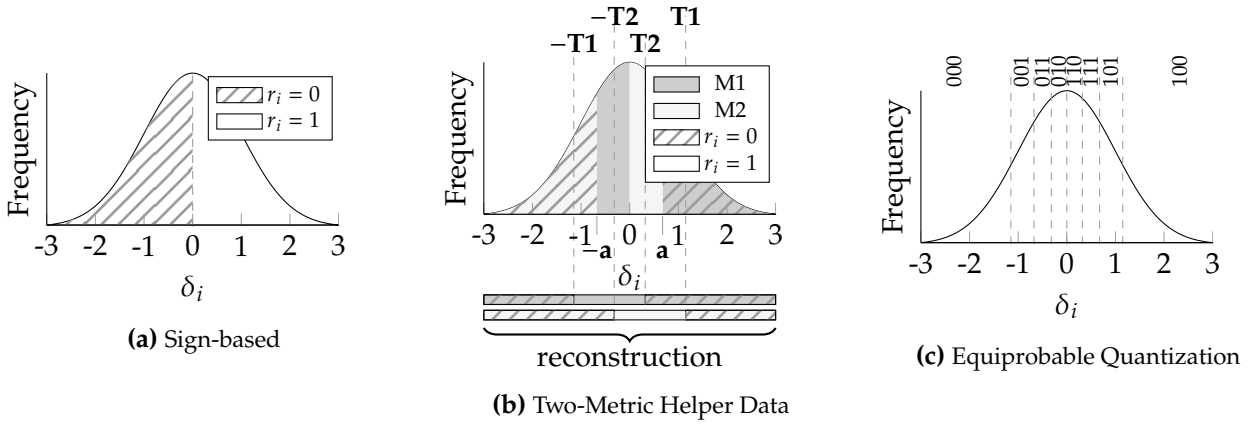 Frequency
r_i = 0
r_i = 1
-3 -2 -1 0 1 2 3
δ_i
(a) Sign-based
−T2 T1
−T1 T2
Frequency
M1
M2
r_i = 0
r_i = 1
-3 -2 -1 0 1 2 3
−a a
δ_i
reconstruction
(b) Two-Metric Helper Data
000 001 011 010 110 111 101 100
Frequency
-3 -2 -1 0 1 2 3
δ_i
(c) Equiprobable Quantization